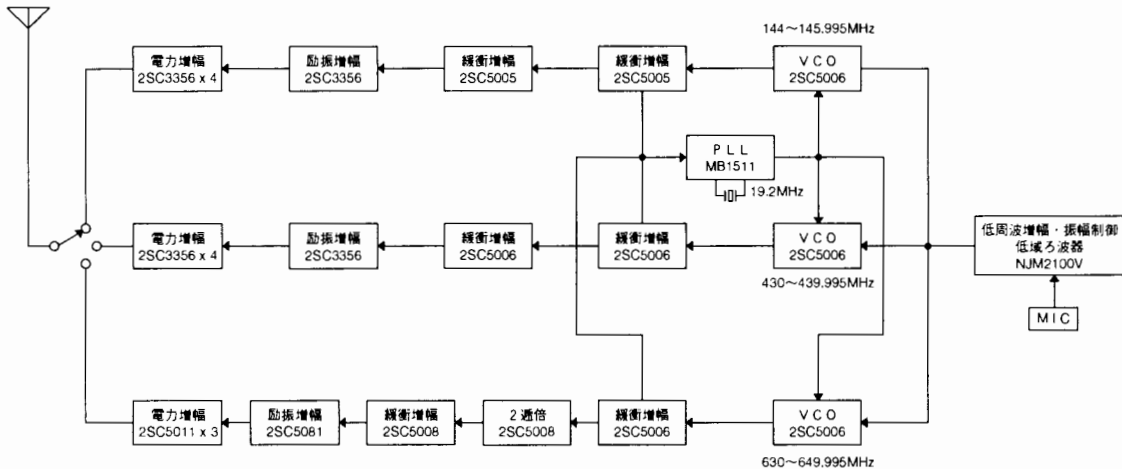 144～145.995MHz
電力増幅
2SC3356 x 4
励振増幅
2SC3356
緩衝増幅
2SC5005
緩衝増幅
2SC5005
V C O
2SC5006
P L L
MB1511
19.2MHz
電力増幅
2SC3356 x 4
励振増幅
2SC3356
緩衝増幅
2SC5006
緩衝増幅
2SC5006
V C O
2SC5006
430～439.995MHz
低周波増幅・振幅制御
低域ろ波器
NJM2100V
M I C
電力増幅
2SC5011 x 3
励振増幅
2SC5081
緩衝増幅
2SC5008
2逓倍
2SC5008
緩衝増幅
2SC5006
V C O
2SC5006
630～649.995MHz